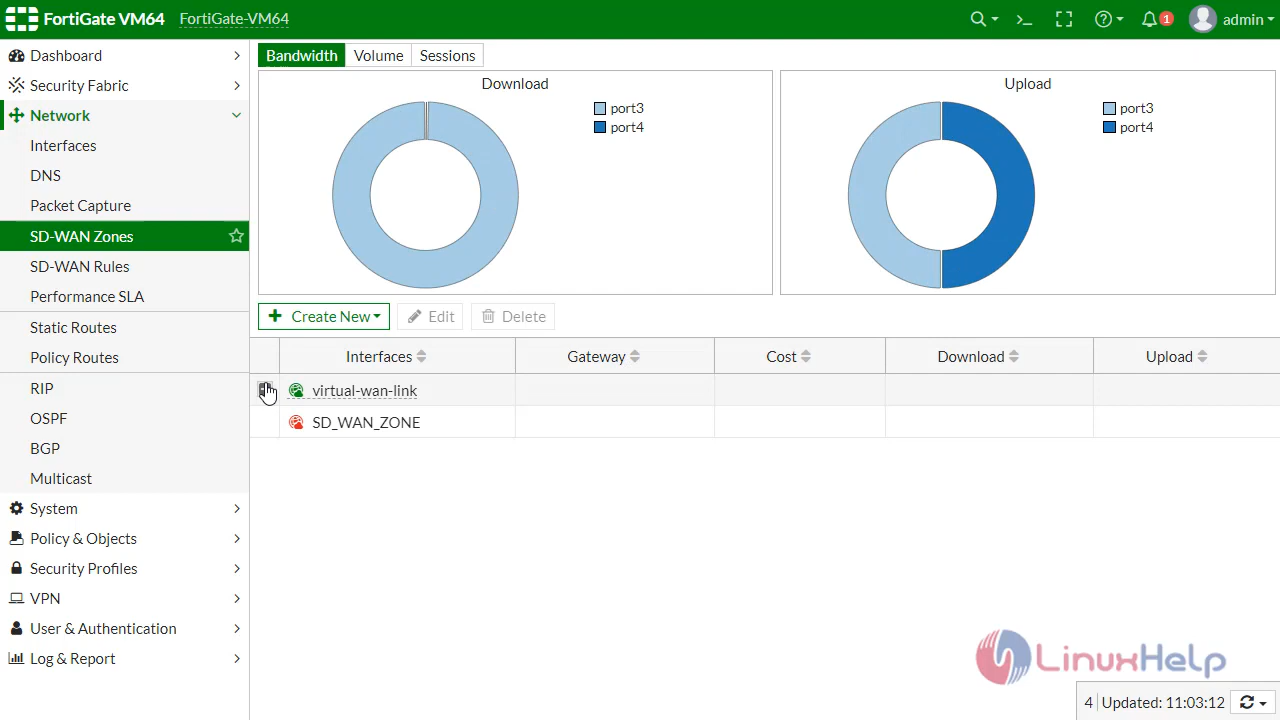 FortiGate VM64 FortiGate-VM64 >_ ? 1 admin
Dashboard
Security Fabric
Network
Interfaces
DNS
Packet Capture
SD-WAN Zones
SD-WAN Rules
Performance SLA
Static Routes
Policy Routes
RIP
OSPF
BGP
Multicast
System
Policy & Objects
Security Profiles
VPN
User & Authentication
Log & Report
Bandwidth Volume Sessions
Download
port3
port4
Upload
port3
port4
+ Create New Edit Delete
Interfaces Gateway Cost Download Upload
virtual-wan-link
SD_WAN_ZONE
LinuxHelp
4 Updated: 11:03:12